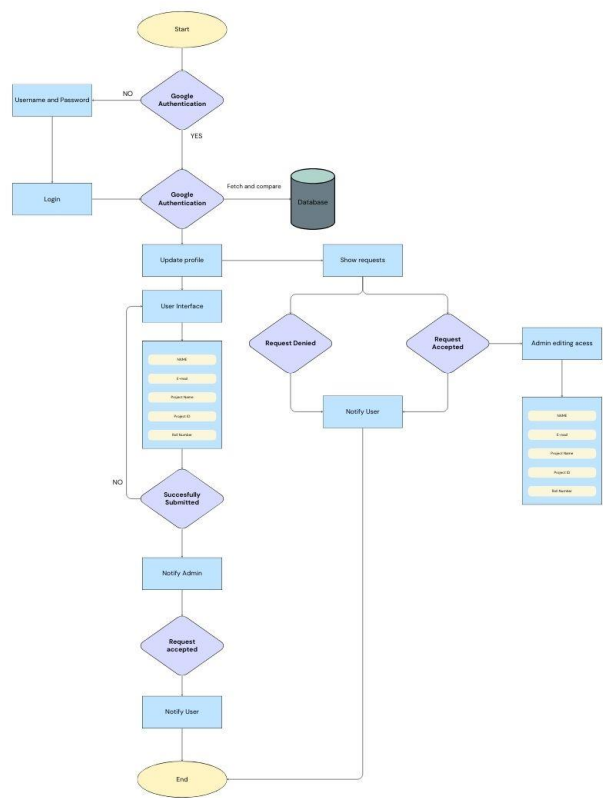 Start
Google
Authentication
NO
Username and Password
YES
Login
Google
Authentication
Fetch and compare
Database
Update profile
Show requests
User Interface
Request Denied
Request
Accepted
Admin editing acess
NAME
E-mail
Project Name
Project ID
Roll Number
Notify User
NAME
E-mail
Project Name
Project ID
Roll Number
NO
Succesfully
Submitted
Notify Admin
Request
accepted
Notify User
End